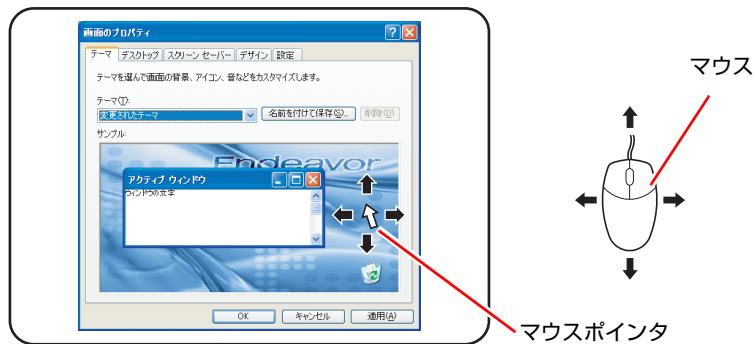 画面のプロパティ
テーマ デスクトップ スクリーン セーバー デザイン 設定
テーマを選んで画面の背景、アイコン、音などをカスタマイズします。
テーマ(T):
変更されたテーマ 名前を付けて保存(S)... 削除(D)
サンプル:
Endeavor
アクティブ ウィンドウ
ウィンドウの文字
OK キャンセル 適用(A)
マウス
マウスポインタ